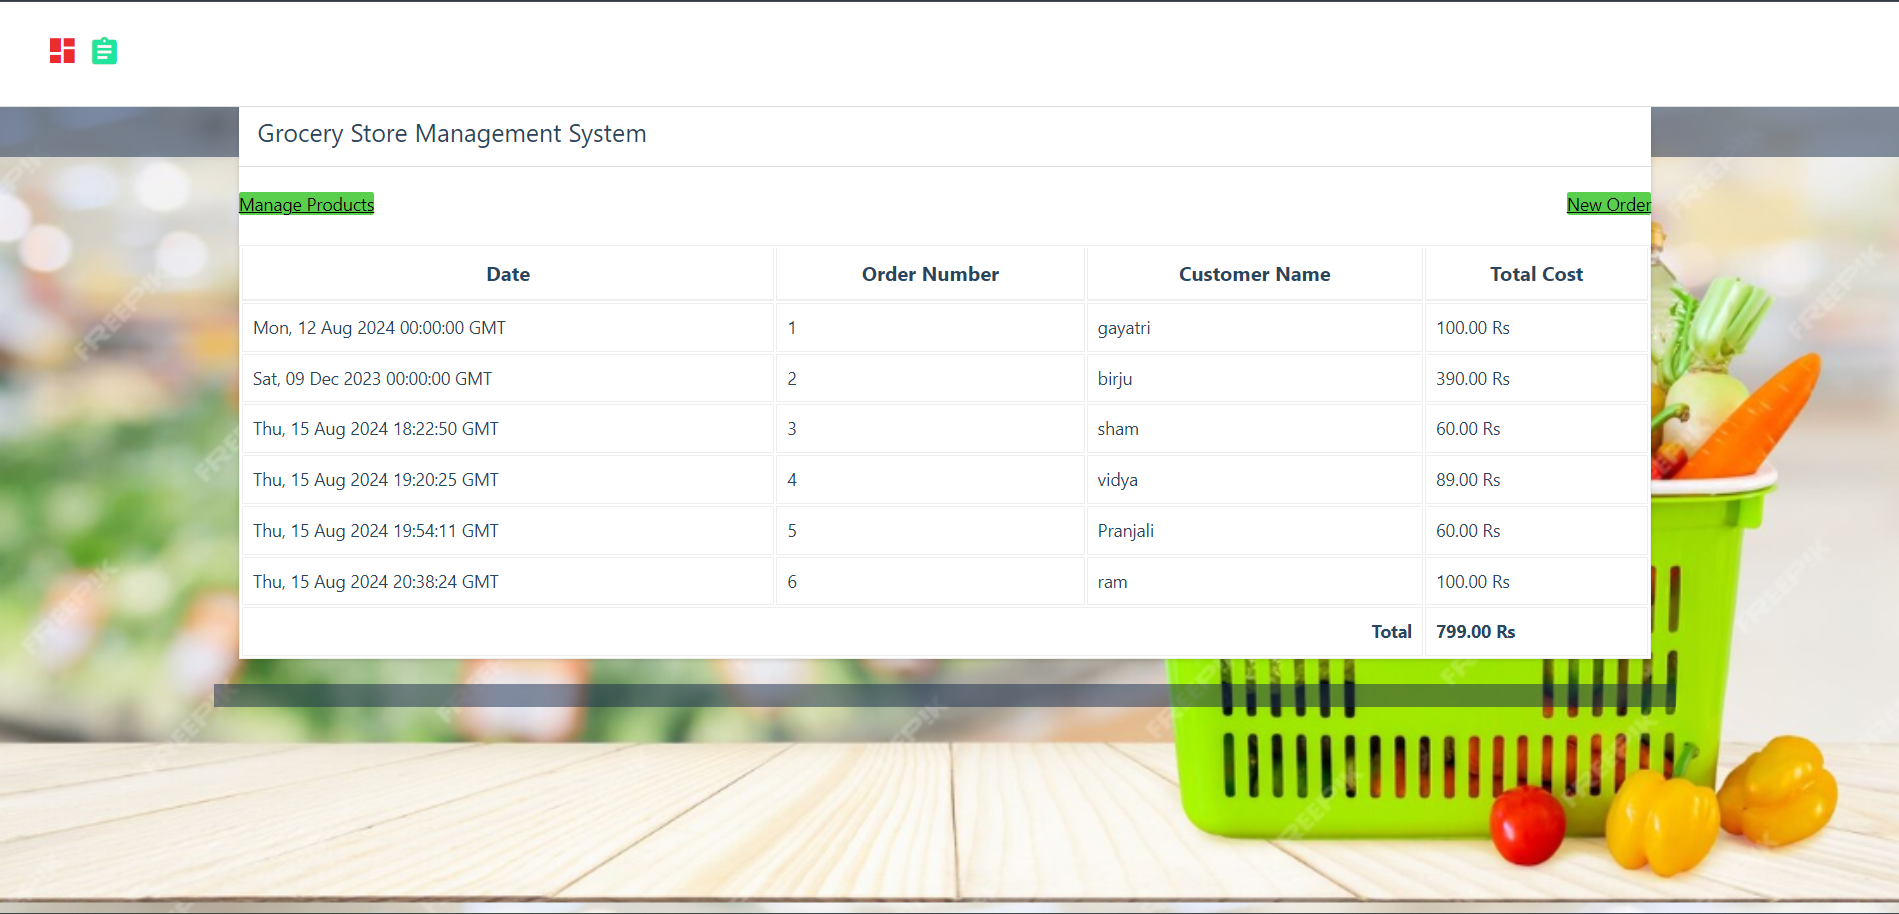 Grocery Store Management System
Manage Products New Order
Date Order Number Customer Name Total Cost
Mon, 12 Aug 2024 00:00:00 GMT 1 gayatri 100.00 Rs
Sat, 09 Dec 2023 00:00:00 GMT 2 birju 390.00 Rs
Thu, 15 Aug 2024 18:22:50 GMT 3 sham 60.00 Rs
Thu, 15 Aug 2024 19:20:25 GMT 4 vidya 89.00 Rs
Thu, 15 Aug 2024 19:54:11 GMT 5 Pranjali 60.00 Rs
Thu, 15 Aug 2024 20:38:24 GMT 6 ram 100.00 Rs
Total 799.00 Rs
FREEPIK